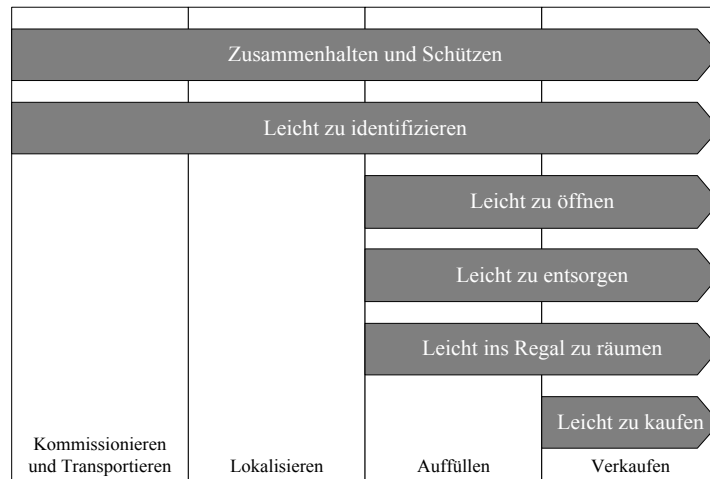 Zusammenhalten und Schützen
Leicht zu identifizieren
Leicht zu öffnen
Leicht zu entsorgen
Leicht ins Regal zu räumen
Leicht zu kaufen
Kommissionieren
und Transportieren
Lokalisieren
Auffüllen
Verkaufen